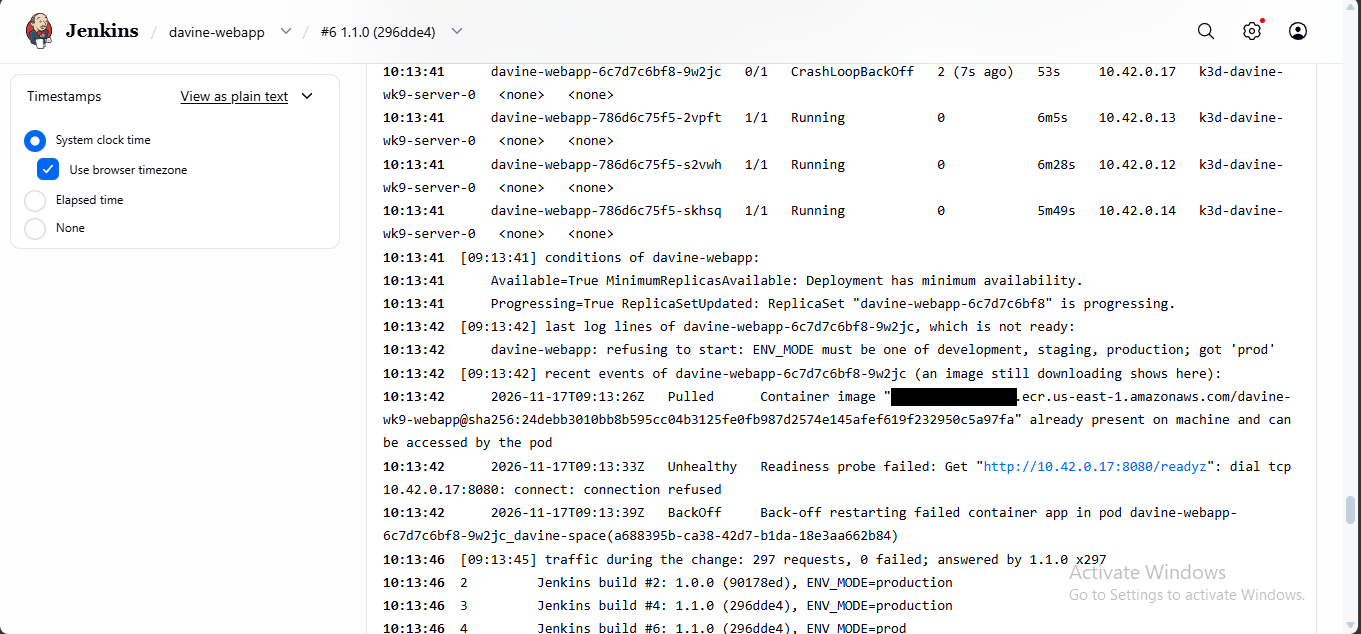 Jenkins / davine-webapp / #6 1.1.0 (296dde4)
Timestamps View as plain text
System clock time
Use browser timezone
Elapsed time
None
10:13:41 davine-webapp-6c7d7c6bf8-9w2jc 0/1 CrashLoopBackOff 2 (7s ago) 53s 10.42.0.17 k3d-davine-
wk9-server-0 <none> <none>
10:13:41 davine-webapp-786d6c75f5-2vpft 1/1 Running 0 6m5s 10.42.0.13 k3d-davine-
wk9-server-0 <none> <none>
10:13:41 davine-webapp-786d6c75f5-s2vwh 1/1 Running 0 6m28s 10.42.0.12 k3d-davine-
wk9-server-0 <none> <none>
10:13:41 davine-webapp-786d6c75f5-skhsq 1/1 Running 0 5m49s 10.42.0.14 k3d-davine-
wk9-server-0 <none> <none>
10:13:41 [09:13:41] conditions of davine-webapp:
10:13:41 Available=True MinimumReplicasAvailable: Deployment has minimum availability.
10:13:41 Progressing=True ReplicaSetUpdated: ReplicaSet "davine-webapp-6c7d7c6bf8" is progressing.
10:13:42 [09:13:42] last log lines of davine-webapp-6c7d7c6bf8-9w2jc, which is not ready:
10:13:42 davine-webapp: refusing to start: ENV_MODE must be one of development, staging, production; got 'prod'
10:13:42 [09:13:42] recent events of davine-webapp-6c7d7c6bf8-9w2jc (an image still downloading shows here):
10:13:42 2026-11-17T09:13:26Z Pulled Container image ".ecr.us-east-1.amazonaws.com/davine-
wk9-webapp@sha256:24debb3010bb8b595cc04b3125fe0fb987d2574e145afef619f232950c5a97fa" already present on machine and can
be accessed by the pod
10:13:42 2026-11-17T09:13:33Z Unhealthy Readiness probe failed: Get "http://10.42.0.17:8080/readyz": dial tcp
10.42.0.17:8080: connect: connection refused
10:13:42 2026-11-17T09:13:39Z BackOff Back-off restarting failed container app in pod davine-webapp-
6c7d7c6bf8-9w2jc_davine-space(a688395b-ca38-42d7-b1da-18e3aa662b84)
10:13:46 [09:13:45] traffic during the change: 297 requests, 0 failed; answered by 1.1.0 x297
10:13:46 2 Jenkins build #2: 1.0.0 (90178ed), ENV_MODE=production
10:13:46 3 Jenkins build #4: 1.1.0 (296dde4), ENV_MODE=production
10:13:46 4 Jenkins build #6: 1.1.0 (296dde4), ENV_MODE=prod
Activate Windows
Go to Settings to activate Windows.